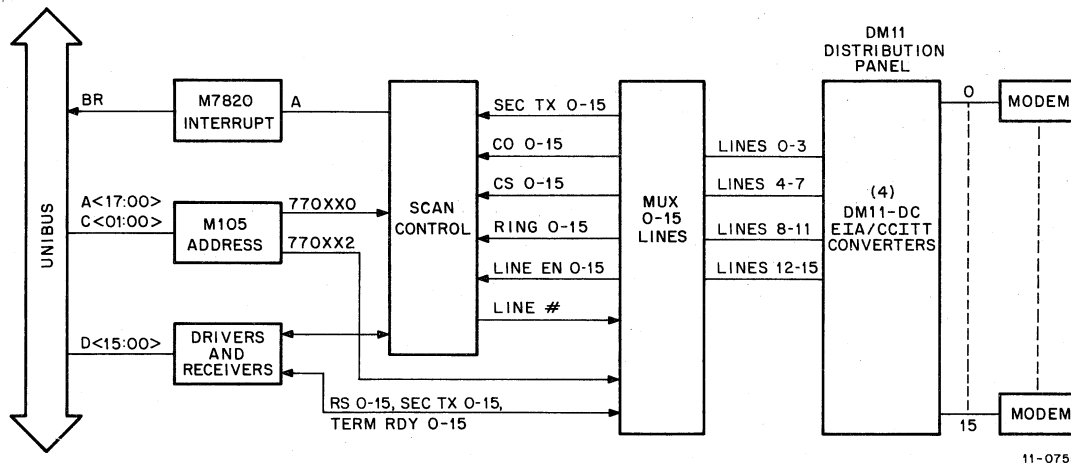 DM11
DISTRIBUTION
PANEL
UNIBUS
BR
M7820
INTERRUPT
A
A<17:00>
C<01:00>
M105
ADDRESS
770XX0
770XX2
D<15:00>
DRIVERS
AND
RECEIVERS
SCAN
CONTROL
SEC TX 0-15
CO 0-15
CS 0-15
RING 0-15
LINE EN 0-15
LINE #
RS 0-15, SEC TX 0-15,
TERM RDY 0-15
MUX
0-15
LINES
LINES 0-3
LINES 4-7
LINES 8-11
LINES 12-15
(4)
DM11-DC
EIA/CCITT
CONVERTERS
0
MODEM
15
MODEM
11-075